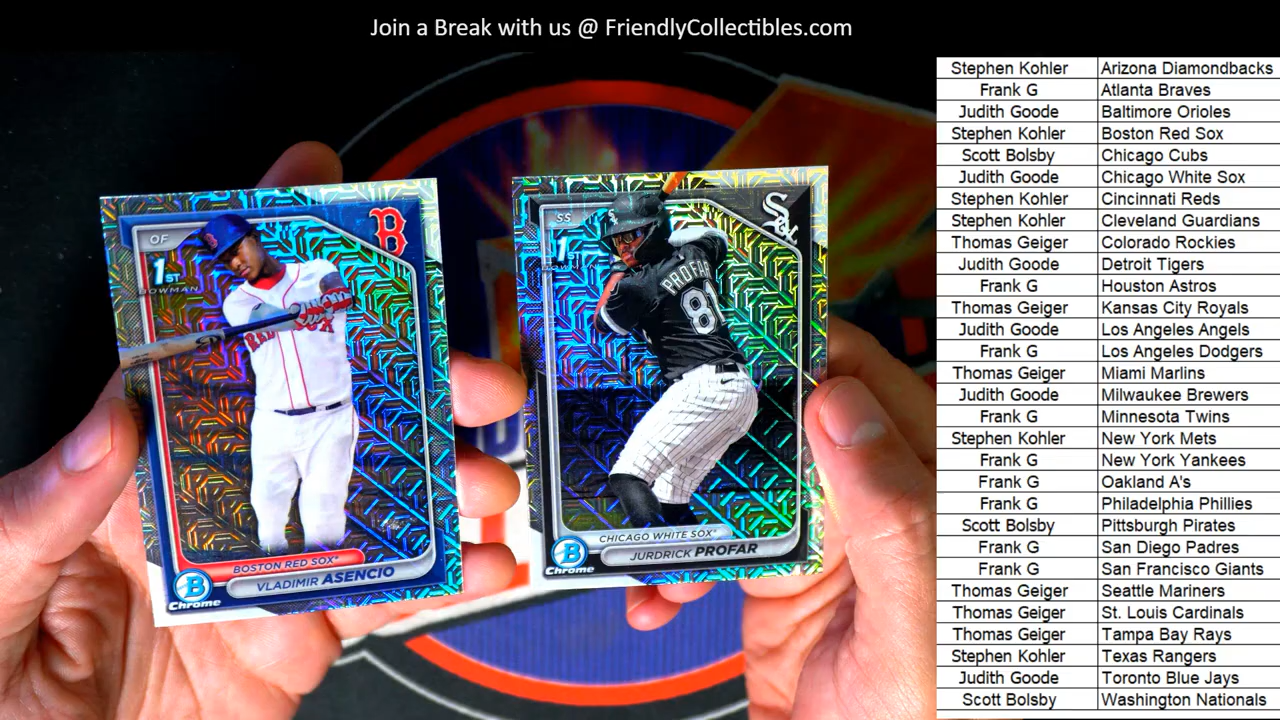 Join a Break with us @ FriendlyCollectibles.com
OF
1ST
BOWMAN
B
RED SOX
BOSTON RED SOX
VLADIMIR ASENCIO
B
Chrome
SS
1ST
BOWMAN
Sox
PROFAR
81
CHICAGO WHITE SOX
JURDRICK PROFAR
B
Chrome
Stephen Kohler Arizona Diamondbacks
Frank G Atlanta Braves
Judith Goode Baltimore Orioles
Stephen Kohler Boston Red Sox
Scott Bolsby Chicago Cubs
Judith Goode Chicago White Sox
Stephen Kohler Cincinnati Reds
Stephen Kohler Cleveland Guardians
Thomas Geiger Colorado Rockies
Judith Goode Detroit Tigers
Frank G Houston Astros
Thomas Geiger Kansas City Royals
Judith Goode Los Angeles Angels
Frank G Los Angeles Dodgers
Thomas Geiger Miami Marlins
Judith Goode Milwaukee Brewers
Frank G Minnesota Twins
Stephen Kohler New York Mets
Frank G New York Yankees
Frank G Oakland A's
Frank G Philadelphia Phillies
Scott Bolsby Pittsburgh Pirates
Frank G San Diego Padres
Frank G San Francisco Giants
Thomas Geiger Seattle Mariners
Thomas Geiger St. Louis Cardinals
Thomas Geiger Tampa Bay Rays
Stephen Kohler Texas Rangers
Judith Goode Toronto Blue Jays
Scott Bolsby Washington Nationals